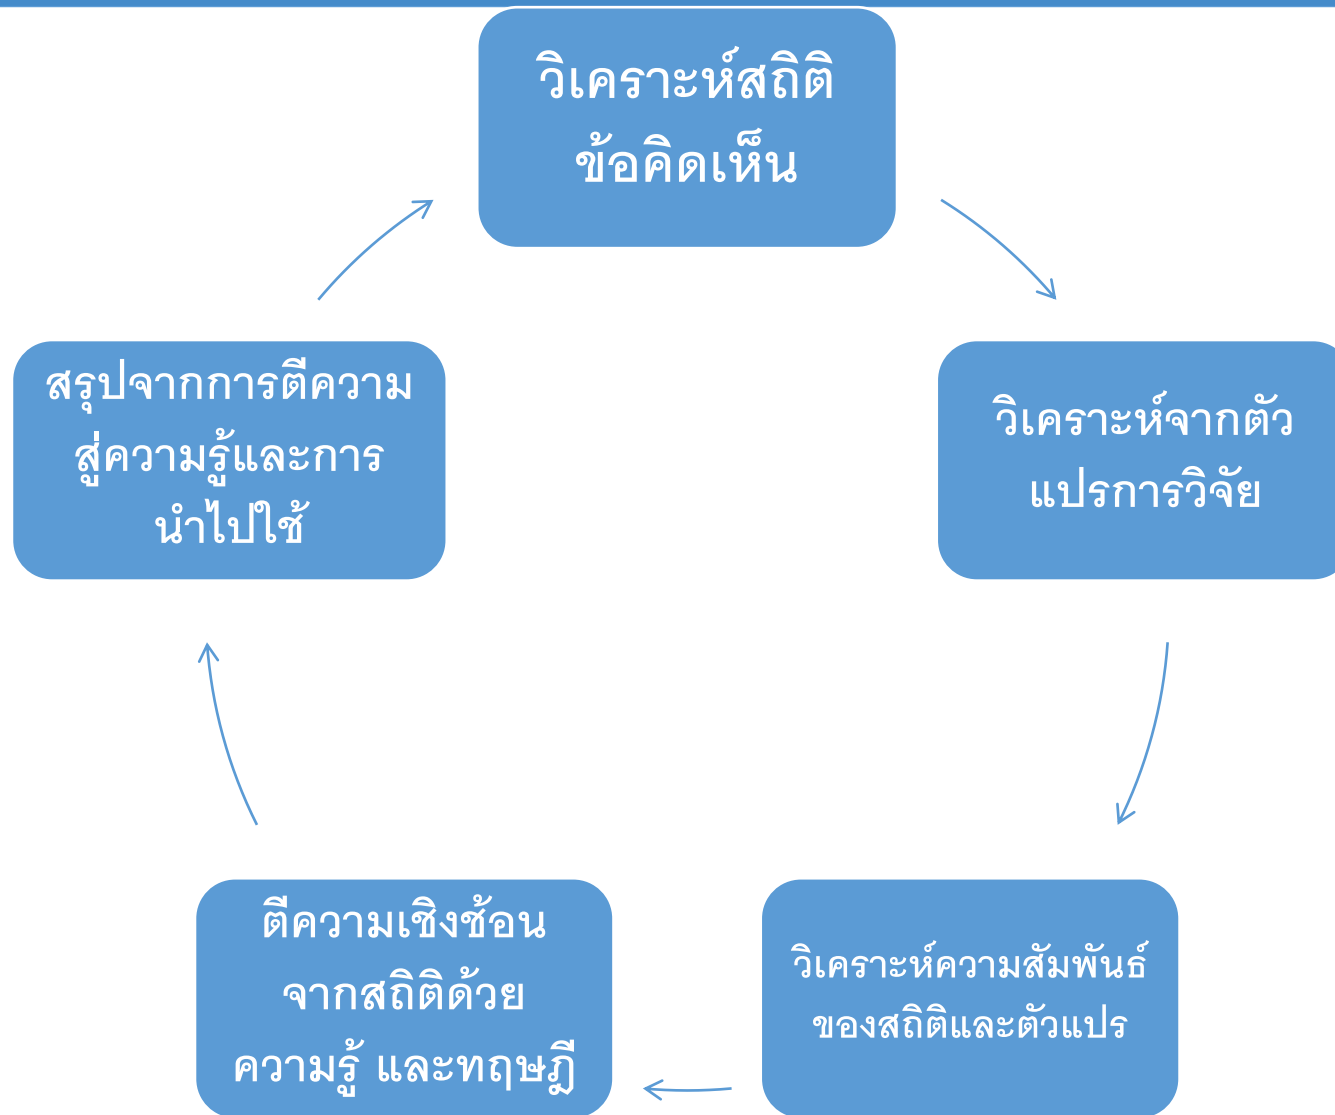 วิเคราะห์สถิติ
ข้อคิดเห็น
วิเคราะห์จากตัว
แปรการวิจัย
วิเคราะห์ความสัมพันธ์
ของสถิติและตัวแปร
ตีความเชิงช้อน
จากสถิติด้วย
ความรู้ และทฤษฎี
สรุปจากการตีความ
สู่ความรู้และการ
นำไปใช้